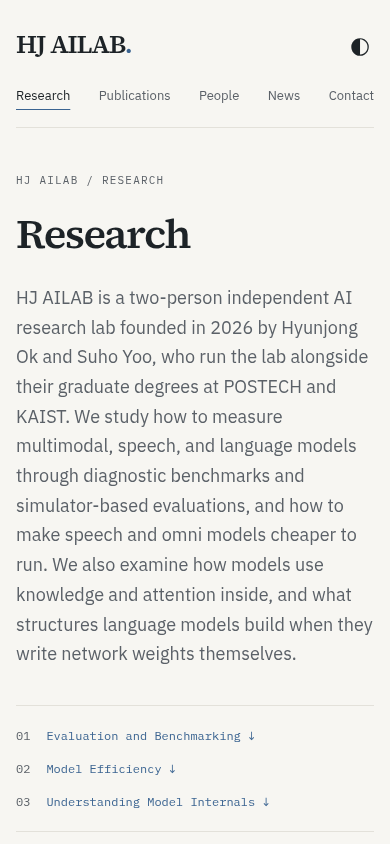 HJ AILAB.
Research Publications People News Contact
HJ AILAB / RESEARCH
Research
HJ AILAB is a two-person independent AI
research lab founded in 2026 by Hyunjong
Ok and Suho Yoo, who run the lab alongside
their graduate degrees at POSTECH and
KAIST. We study how to measure
multimodal, speech, and language models
through diagnostic benchmarks and
simulator-based evaluations, and how to
make speech and omni models cheaper to
run. We also examine how models use
knowledge and attention inside, and what
structures language models build when they
write network weights themselves.
01 Evaluation and Benchmarking ↓
02 Model Efficiency ↓
03 Understanding Model Internals ↓